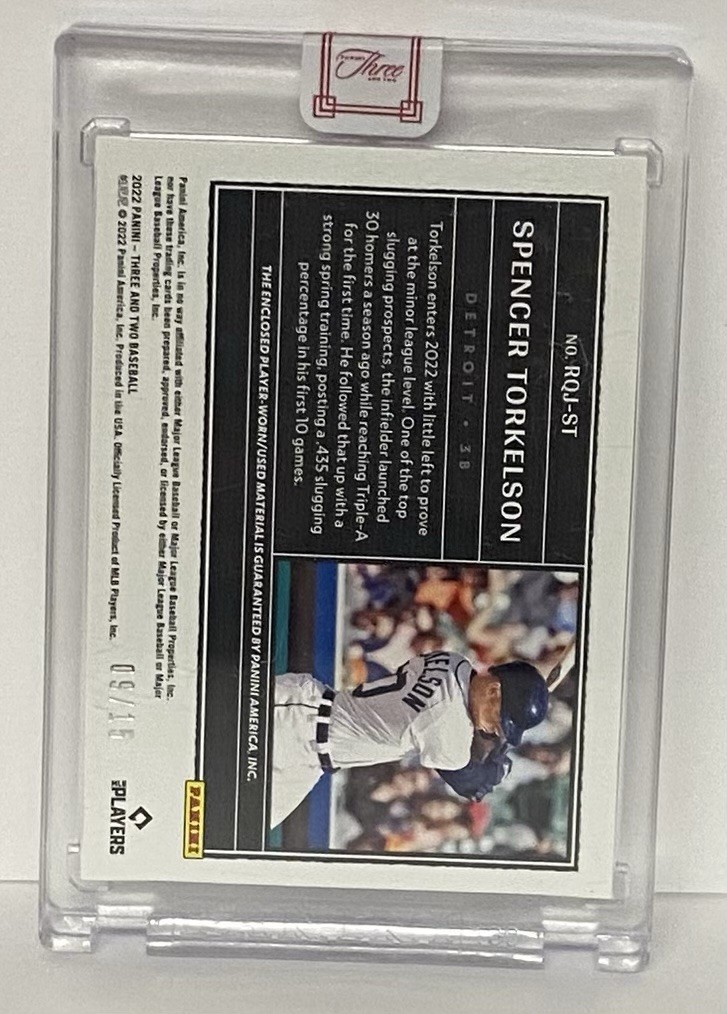 Three
AND TWO
NO. RQJ-ST
SPENCER TORKELSON
DETROIT • 3B
Torkelson enters 2022 with little left to prove
at the minor league level. One of the top
slugging prospects, the infielder launched
30 homers a season ago while reaching Triple-A
for the first time. He followed that up with a
strong spring training, posting a .435 slugging
percentage in his first 10 games.
THE ENCLOSED PLAYER-WORN/USED MATERIAL IS GUARANTEED BY PANINI AMERICA, INC.
PANINI
Panini America, Inc. is in no way affiliated with either Major League Baseball or Major League Baseball Properties, Inc.
nor have these trading cards been prepared, approved, endorsed, or licensed by either Major League Baseball or Major
League Baseball Properties, Inc.
2022 PANINI – THREE AND TWO BASEBALL
© 2022 Panini America, Inc. Produced in the USA. Officially Licensed Product of MLB Players, Inc.
09/15
PLAYERS